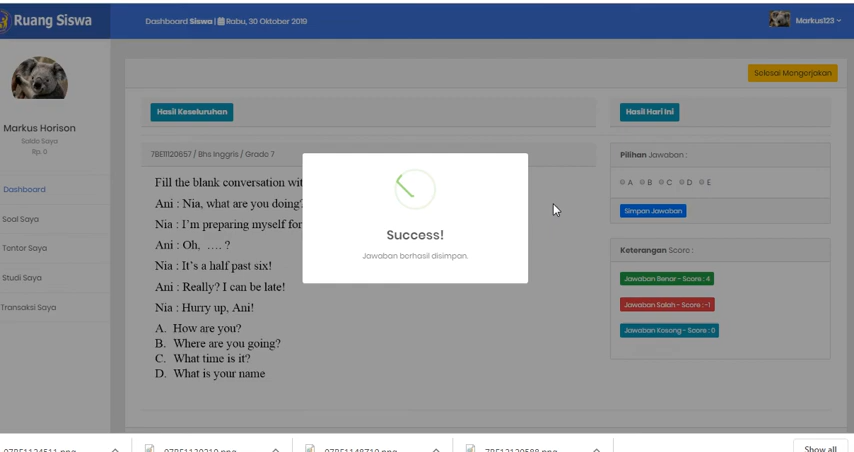 Ruang Siswa
Dashboard Siswa | Rabu, 30 Oktober 2019
Markus123
Selesai Mengerjakan
Markus Horison
Saldo Saya
Rp. 0
Dashboard
Soal Saya
Tentor Saya
Studi Saya
Transaksi Saya
Hasil Keseluruhan
Hasil Hari Ini
7BE11120657 / Bhs Inggris / Grade 7
Fill the blank conversation wit
Ani : Nia, what are you doing?
Nia : I'm preparing myself for
Ani : Oh, …. ?
Nia : It's a half past six!
Ani : Really? I can be late!
Nia : Hurry up, Ani!
A. How are you?
B. Where are you going?
C. What time is it?
D. What is your name
Success!
Jawaban berhasil disimpan.
Pilihan Jawaban :
A B C D E
Simpan Jawaban
Keterangan Score :
Jawaban Benar - Score : 4
Jawaban Salah - Score : -1
Jawaban Kosong - Score : 0
Show all